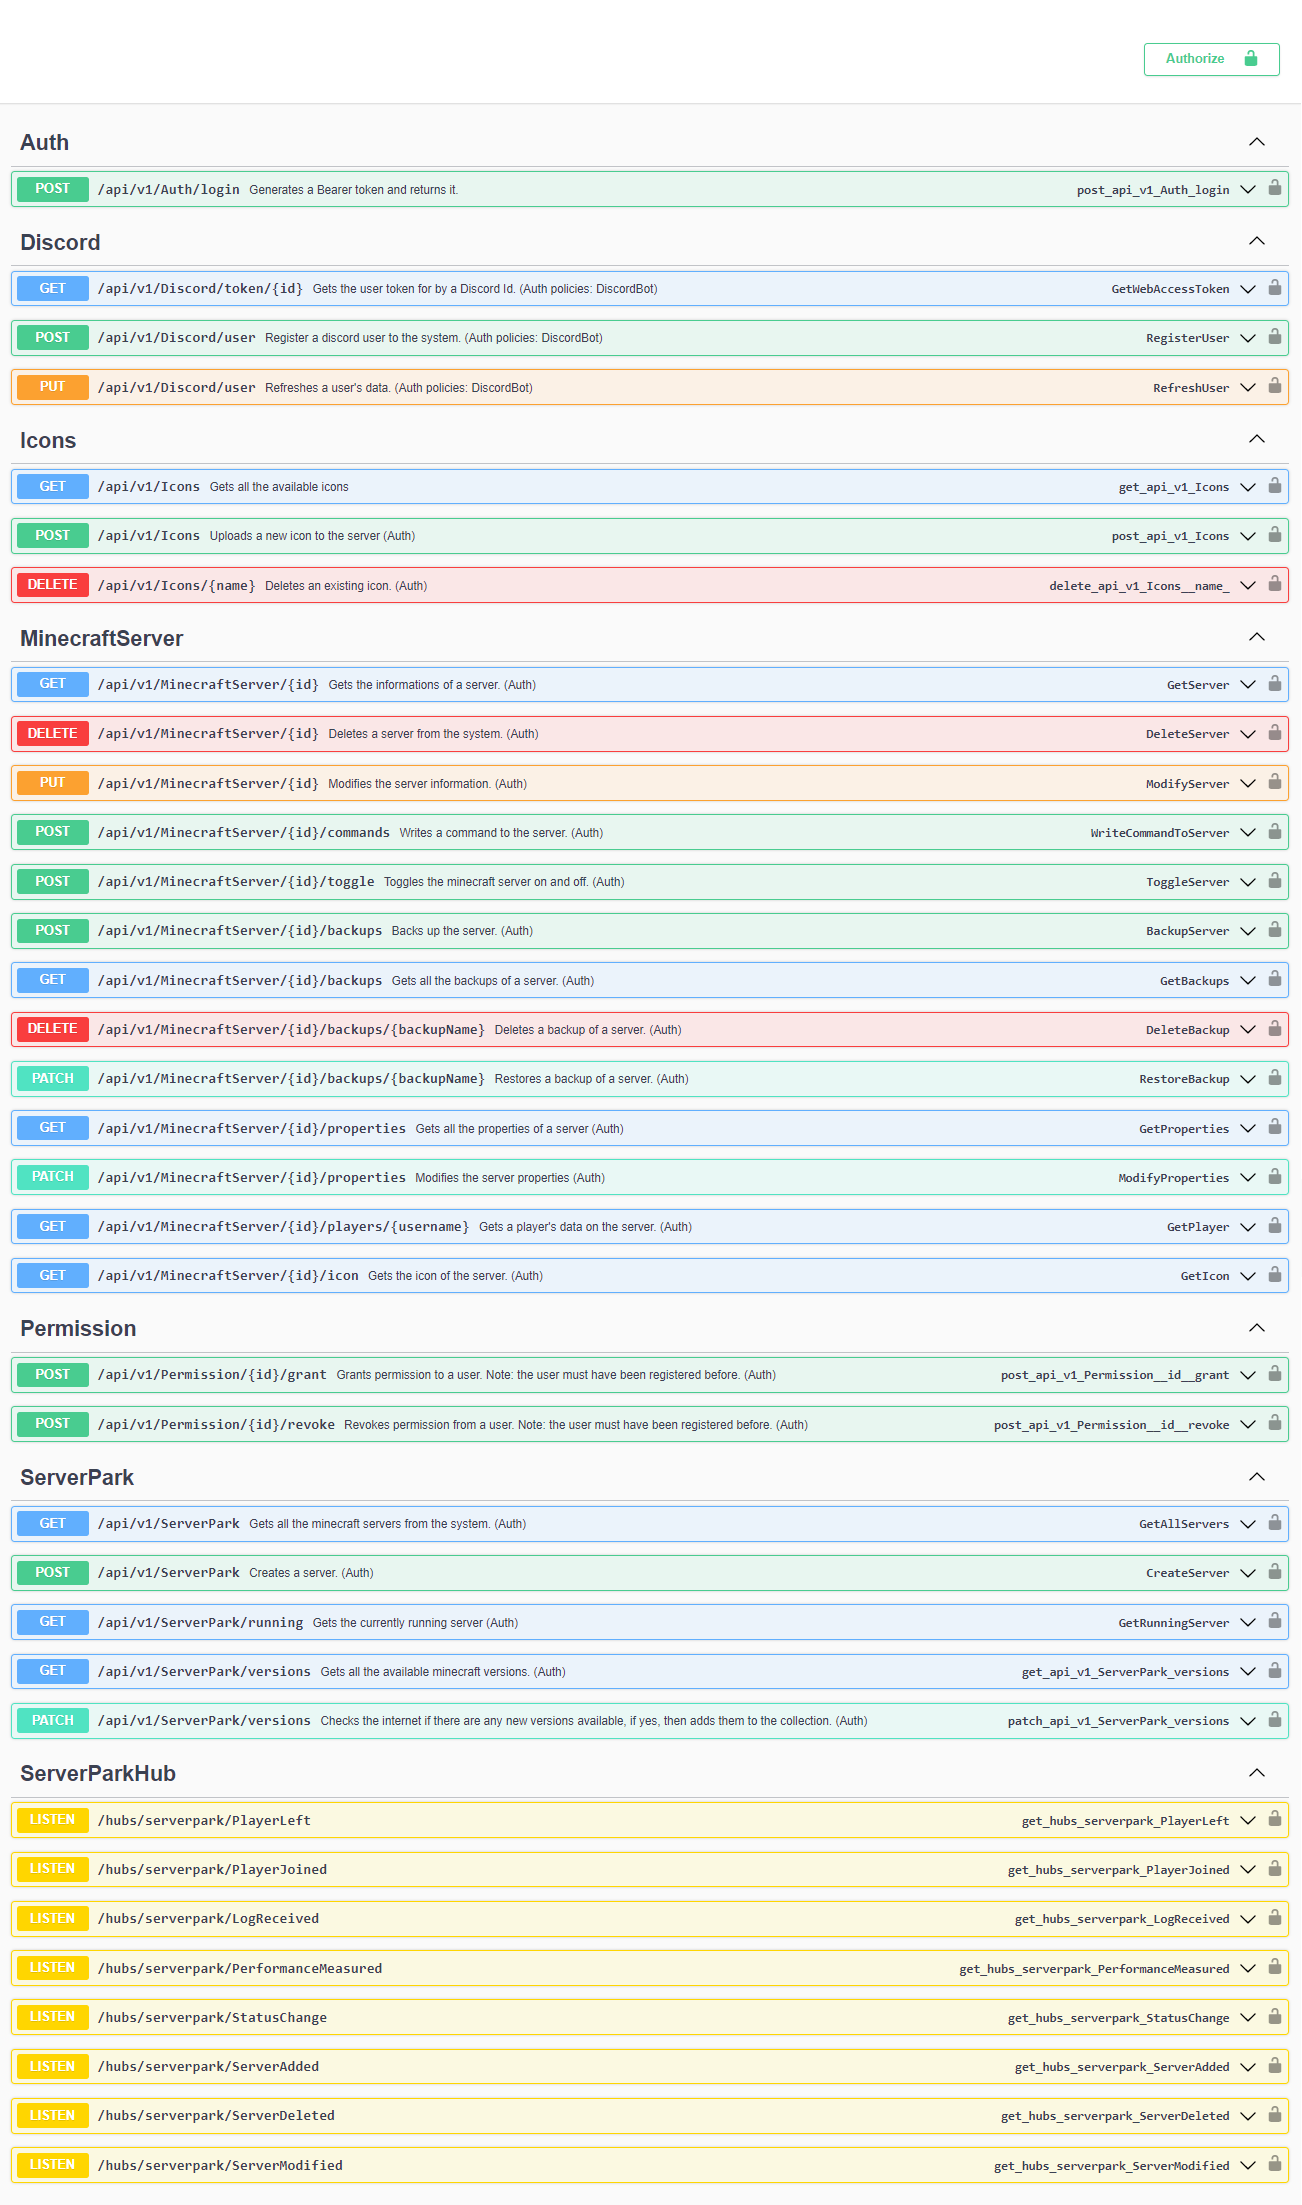 Authorize
Auth
POST /api/v1/Auth/login Generates a Bearer token and returns it. post_api_v1_Auth_login
Discord
GET /api/v1/Discord/token/{id} Gets the user token for by a Discord Id. (Auth policies: DiscordBot) GetWebAccessToken
POST /api/v1/Discord/user Register a discord user to the system. (Auth policies: DiscordBot) RegisterUser
PUT /api/v1/Discord/user Refreshes a user's data. (Auth policies: DiscordBot) RefreshUser
Icons
GET /api/v1/Icons Gets all the available icons get_api_v1_Icons
POST /api/v1/Icons Uploads a new icon to the server (Auth) post_api_v1_Icons
DELETE /api/v1/Icons/{name} Deletes an existing icon. (Auth) delete_api_v1_Icons__name_
MinecraftServer
GET /api/v1/MinecraftServer/{id} Gets the informations of a server. (Auth) GetServer
DELETE /api/v1/MinecraftServer/{id} Deletes a server from the system. (Auth) DeleteServer
PUT /api/v1/MinecraftServer/{id} Modifies the server information. (Auth) ModifyServer
POST /api/v1/MinecraftServer/{id}/commands Writes a command to the server. (Auth) WriteCommandToServer
POST /api/v1/MinecraftServer/{id}/toggle Toggles the minecraft server on and off. (Auth) ToggleServer
POST /api/v1/MinecraftServer/{id}/backups Backs up the server. (Auth) BackupServer
GET /api/v1/MinecraftServer/{id}/backups Gets all the backups of a server. (Auth) GetBackups
DELETE /api/v1/MinecraftServer/{id}/backups/{backupName} Deletes a backup of a server. (Auth) DeleteBackup
PATCH /api/v1/MinecraftServer/{id}/backups/{backupName} Restores a backup of a server. (Auth) RestoreBackup
GET /api/v1/MinecraftServer/{id}/properties Gets all the properties of a server (Auth) GetProperties
PATCH /api/v1/MinecraftServer/{id}/properties Modifies the server properties (Auth) ModifyProperties
GET /api/v1/MinecraftServer/{id}/players/{username} Gets a player's data on the server. (Auth) GetPlayer
GET /api/v1/MinecraftServer/{id}/icon Gets the icon of the server. (Auth) GetIcon
Permission
POST /api/v1/Permission/{id}/grant Grants permission to a user. Note: the user must have been registered before. (Auth) post_api_v1_Permission__id__grant
POST /api/v1/Permission/{id}/revoke Revokes permission from a user. Note: the user must have been registered before. (Auth) post_api_v1_Permission__id__revoke
ServerPark
GET /api/v1/ServerPark Gets all the minecraft servers from the system. (Auth) GetAllServers
POST /api/v1/ServerPark Creates a server. (Auth) CreateServer
GET /api/v1/ServerPark/running Gets the currently running server (Auth) GetRunningServer
GET /api/v1/ServerPark/versions Gets all the available minecraft versions. (Auth) get_api_v1_ServerPark_versions
PATCH /api/v1/ServerPark/versions Checks the internet if there are any new versions available, if yes, then adds them to the collection. (Auth) patch_api_v1_ServerPark_versions
ServerParkHub
LISTEN /hubs/serverpark/PlayerLeft get_hubs_serverpark_PlayerLeft
LISTEN /hubs/serverpark/PlayerJoined get_hubs_serverpark_PlayerJoined
LISTEN /hubs/serverpark/LogReceived get_hubs_serverpark_LogReceived
LISTEN /hubs/serverpark/PerformanceMeasured get_hubs_serverpark_PerformanceMeasured
LISTEN /hubs/serverpark/StatusChange get_hubs_serverpark_StatusChange
LISTEN /hubs/serverpark/ServerAdded get_hubs_serverpark_ServerAdded
LISTEN /hubs/serverpark/ServerDeleted get_hubs_serverpark_ServerDeleted
LISTEN /hubs/serverpark/ServerModified get_hubs_serverpark_ServerModified